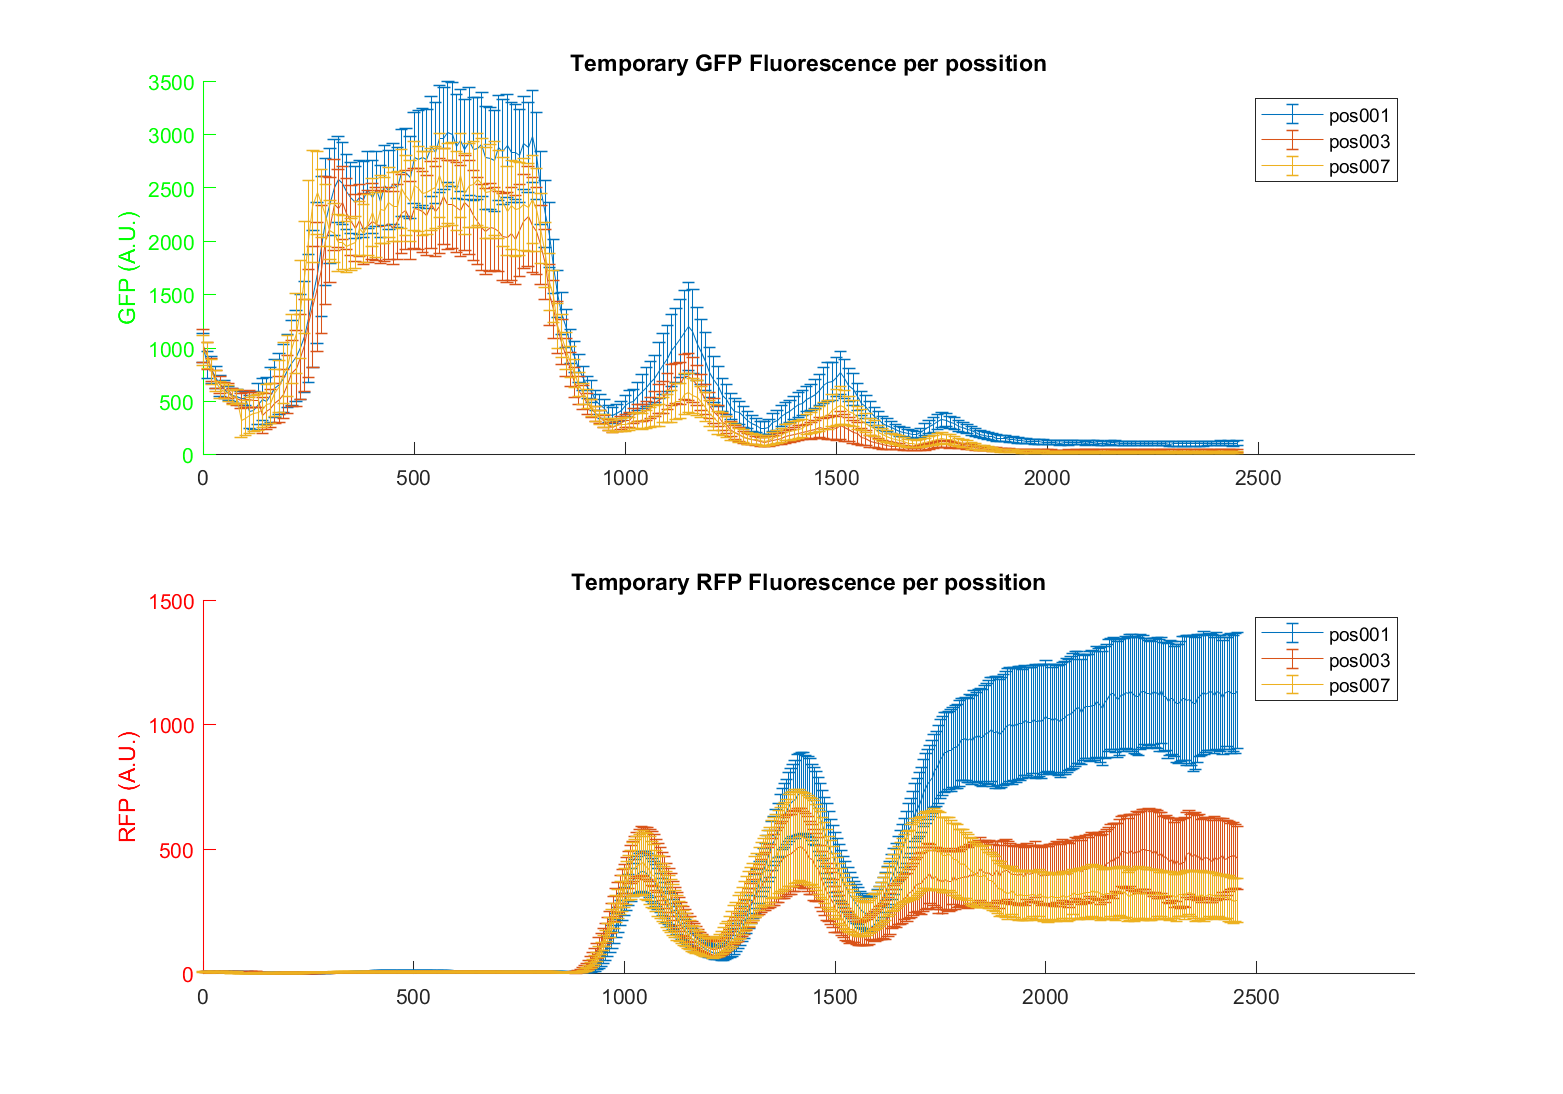 Temporary GFP Fluorescence per possition
3500
3000
2500
2000
1500
1000
500
0
GFP (A.U.)
0 500 1000 1500 2000 2500
pos001
pos003
pos007
Temporary RFP Fluorescence per possition
1500
1000
500
0
RFP (A.U.)
0 500 1000 1500 2000 2500
pos001
pos003
pos007